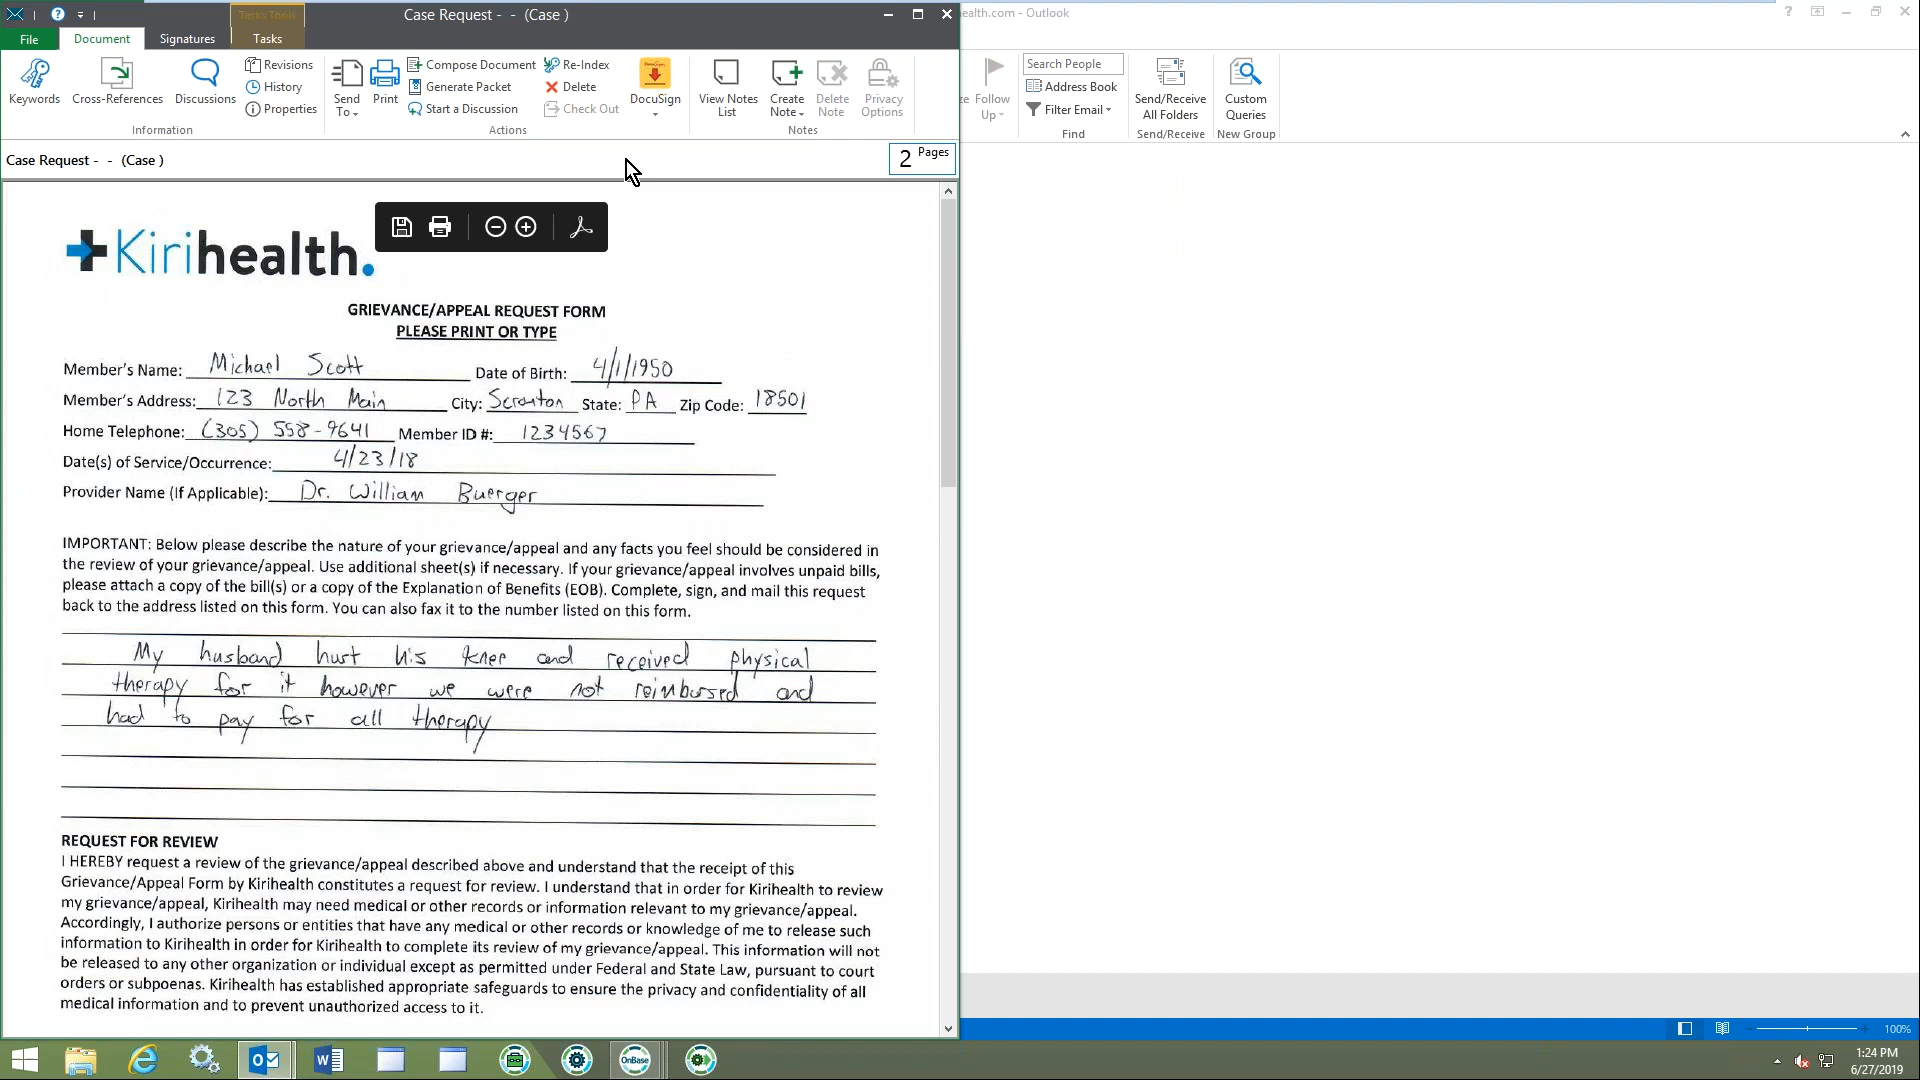 Tasks Tools
Case Request - - (Case )
ealth.com - Outlook
File
Document
Signatures
Tasks
Keywords
Cross-References
Discussions
Revisions
History
Properties
Information
Send To
Print
Compose Document
Generate Packet
Start a Discussion
Re-Index
Delete
Check Out
DocuSign
DocuSign
Actions
View Notes List
Create Note
Delete Note
Privacy Options
Notes
Follow Up
Search People
Address Book
Filter Email
Find
Send/Receive All Folders
Send/Receive
Custom Queries
New Group
Case Request - - (Case )
2 Pages
Kirihealth.
GRIEVANCE/APPEAL REQUEST FORM
PLEASE PRINT OR TYPE
Member's Name: Michael Scott Date of Birth: 4/1/1950
Member's Address: 123 North Main City: Scranton State: PA Zip Code: 18501
Home Telephone: (305) 558-9641 Member ID #: 1234567
Date(s) of Service/Occurrence: 4/23/18
Provider Name (If Applicable): Dr. William Buerger
IMPORTANT: Below please describe the nature of your grievance/appeal and any facts you feel should be considered in
the review of your grievance/appeal. Use additional sheet(s) if necessary. If your grievance/appeal involves unpaid bills,
please attach a copy of the bill(s) or a copy of the Explanation of Benefits (EOB). Complete, sign, and mail this request
back to the address listed on this form. You can also fax it to the number listed on this form.
My husband hurt his knee and received physical
therapy for it however we were not reimbursed and
had to pay for all therapy
REQUEST FOR REVIEW
I HEREBY request a review of the grievance/appeal described above and understand that the receipt of this
Grievance/Appeal Form by Kirihealth constitutes a request for review. I understand that in order for Kirihealth to review
my grievance/appeal, Kirihealth may need medical or other records or information relevant to my grievance/appeal.
Accordingly, I authorize persons or entities that have any medical or other records or knowledge of me to release such
information to Kirihealth in order for Kirihealth to complete its review of my grievance/appeal. This information will not
be released to any other organization or individual except as permitted under Federal and State Law, pursuant to court
orders or subpoenas. Kirihealth has established appropriate safeguards to ensure the privacy and confidentiality of all
medical information and to prevent unauthorized access to it.
100%
OnBase
1:24 PM
6/27/2019